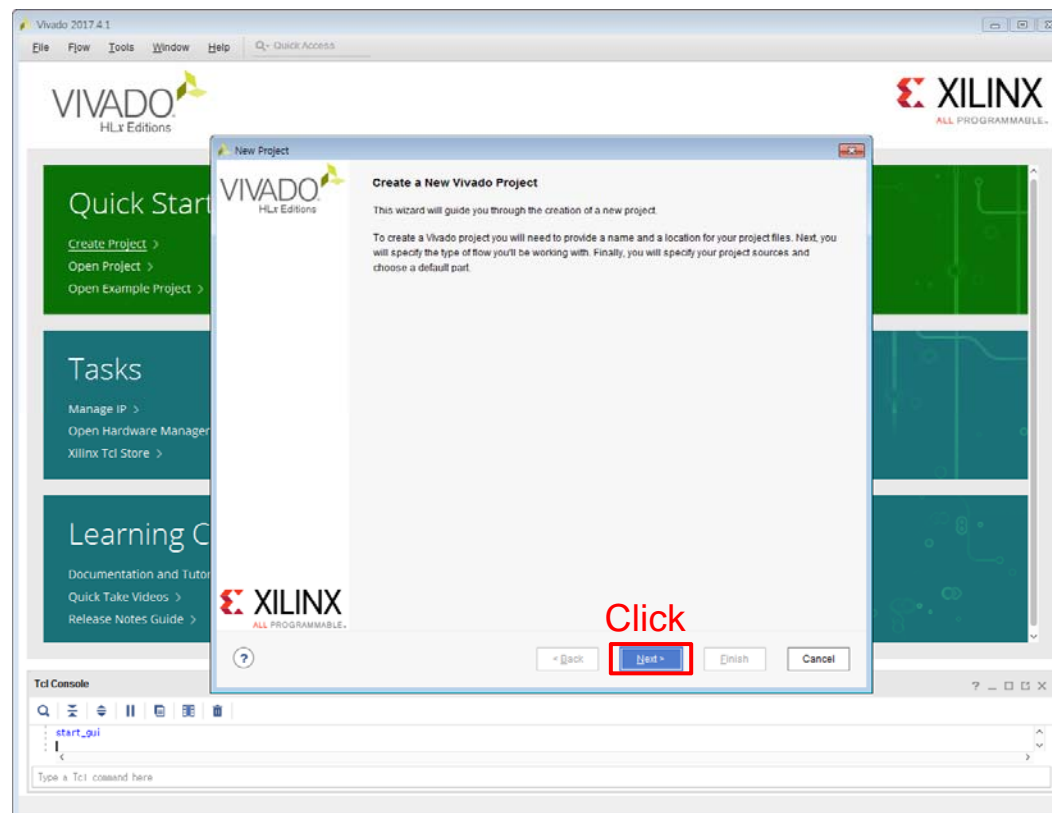 Vivado 2017.4.1
File Flow Tools Window Help Quick Access
VIVADO
HLx Editions
XILINX
ALL PROGRAMMABLE.
New Project
VIVADO
HLx Editions
Create a New Vivado Project
This wizard will guide you through the creation of a new project.
To create a Vivado project you will need to provide a name and a location for your project files. Next, you
will specify the type of flow you'll be working with. Finally, you will specify your project sources and
choose a default part.
Quick Start
Create Project >
Open Project >
Open Example Project >
Tasks
Manage IP >
Open Hardware Manager
Xilinx Tcl Store >
Learning C
Documentation and Tutor
Quick Take Videos >
Release Notes Guide >
XILINX
ALL PROGRAMMABLE.
Click
?
< Back Next > Finish Cancel
Tcl Console
start_gui
Type a Tcl command here